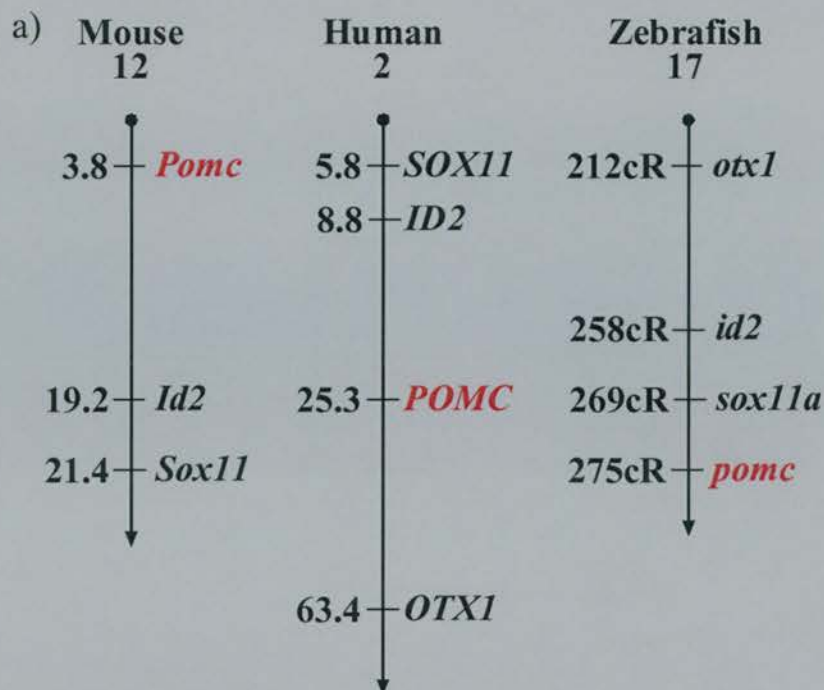 a) Mouse Human Zebrafish
12 2 17
3.8 Pomc 5.8 SOX11 212cR otx1
8.8 ID2
258cR id2
19.2 Id2 25.3 POMC 269cR sox11a
21.4 Sox11 275cR pomc
63.4 OTX1